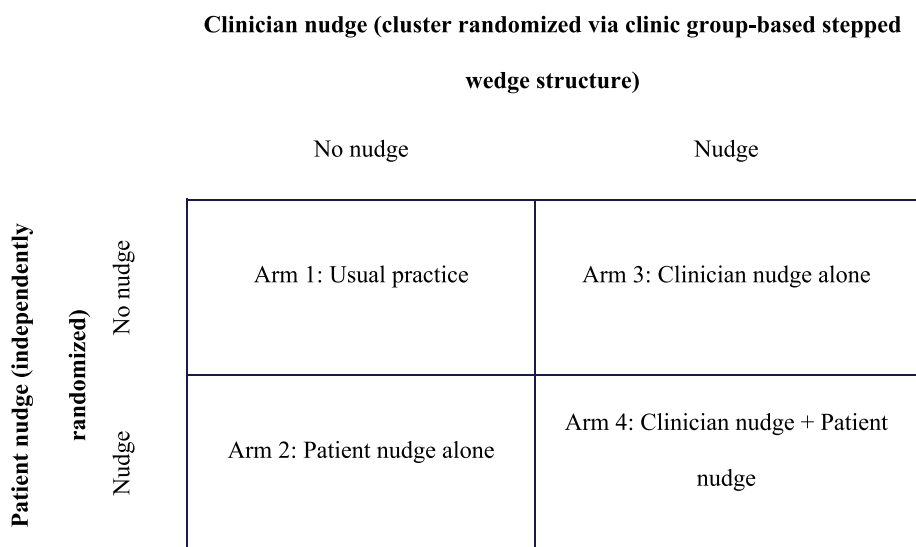 Clinician nudge (cluster randomized via clinic group-based stepped
wedge structure)
No nudge
Nudge
Patient nudge (independently
randomized)
No nudge
Arm 1: Usual practice
Arm 3: Clinician nudge alone
Nudge
Arm 2: Patient nudge alone
Arm 4: Clinician nudge + Patient
nudge